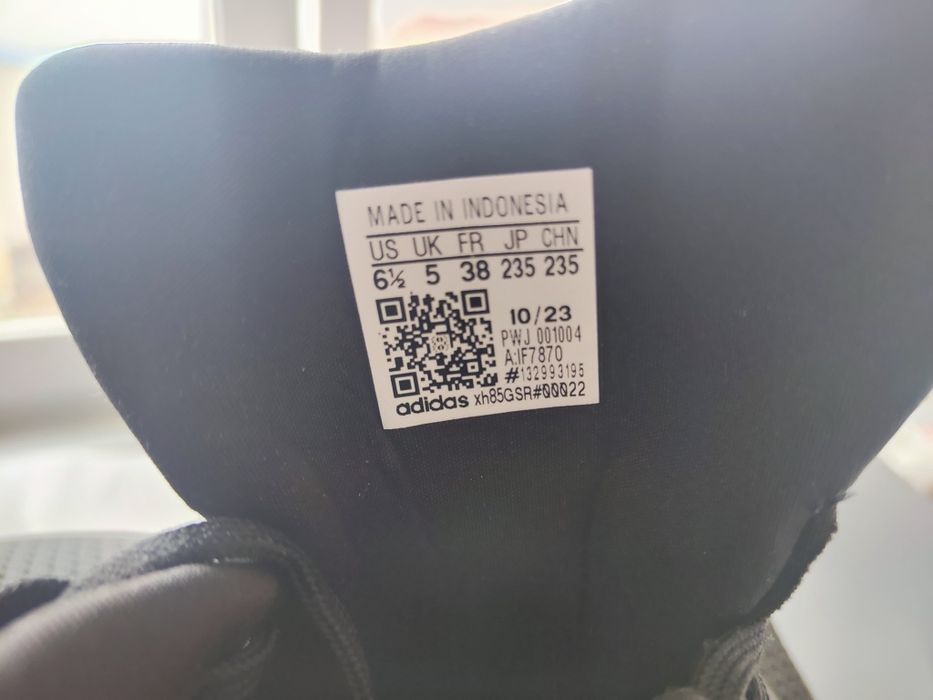 MADE IN INDONESIA
US UK FR JP CHN
6½ 5 38 235 235
10/23
PWJ 001004
A:IF7870
#132993195
adidas xh85GSR#00022